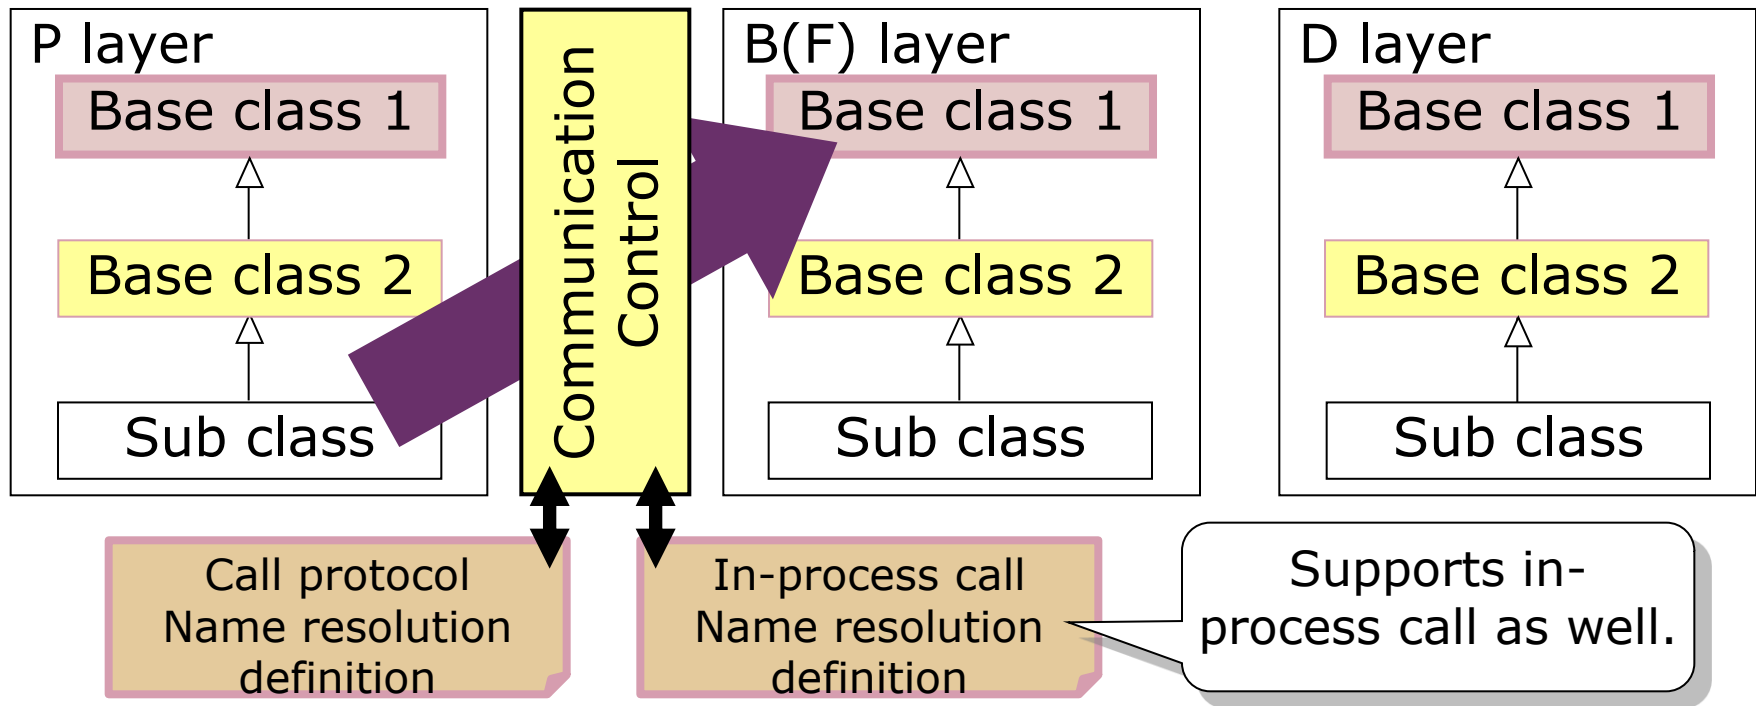 P layer
Base class 1
Base class 2
Sub class
Communication
Control
B(F) layer
Base class 1
Base class 2
Sub class
D layer
Base class 1
Base class 2
Sub class
Call protocol
Name resolution
definition
In-process call
Name resolution
definition
Supports in-
process call as well.